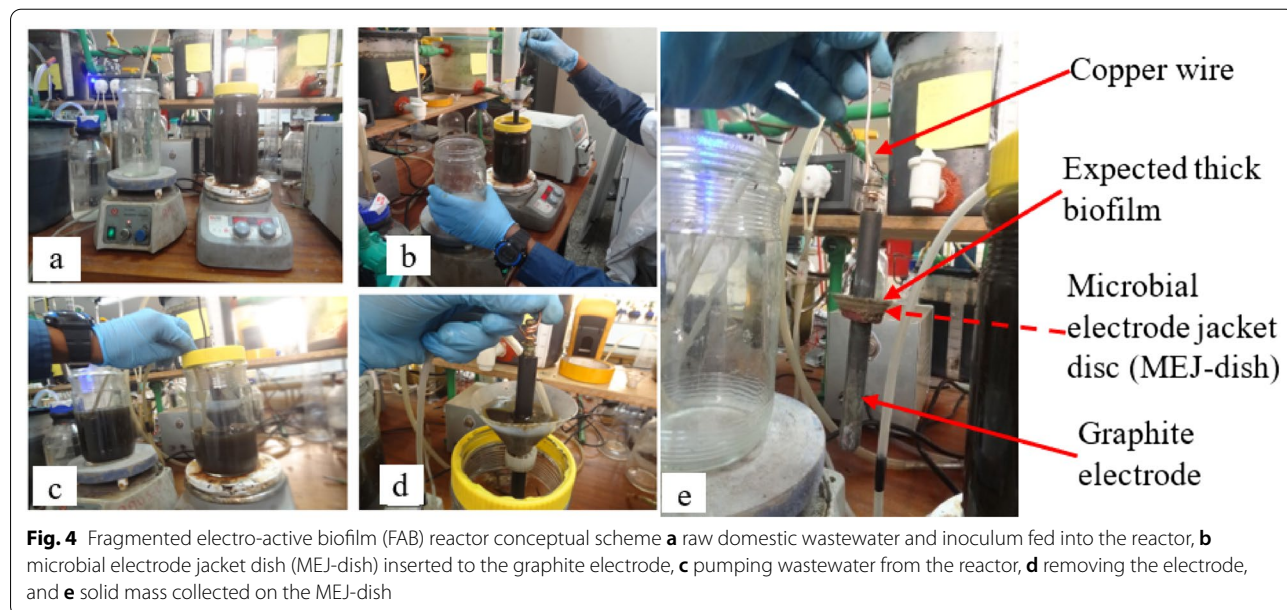 a
b
c
d
e
Copper wire
Expected thick
biofilm
Microbial
electrode jacket
disc (MEJ-dish)
Graphite
electrode
Fig. 4 Fragmented electro-active biofilm (FAB) reactor conceptual scheme a raw domestic wastewater and inoculum fed into the reactor, b
microbial electrode jacket dish (MEJ-dish) inserted to the graphite electrode, c pumping wastewater from the reactor, d removing the electrode,
and e solid mass collected on the MEJ-dish